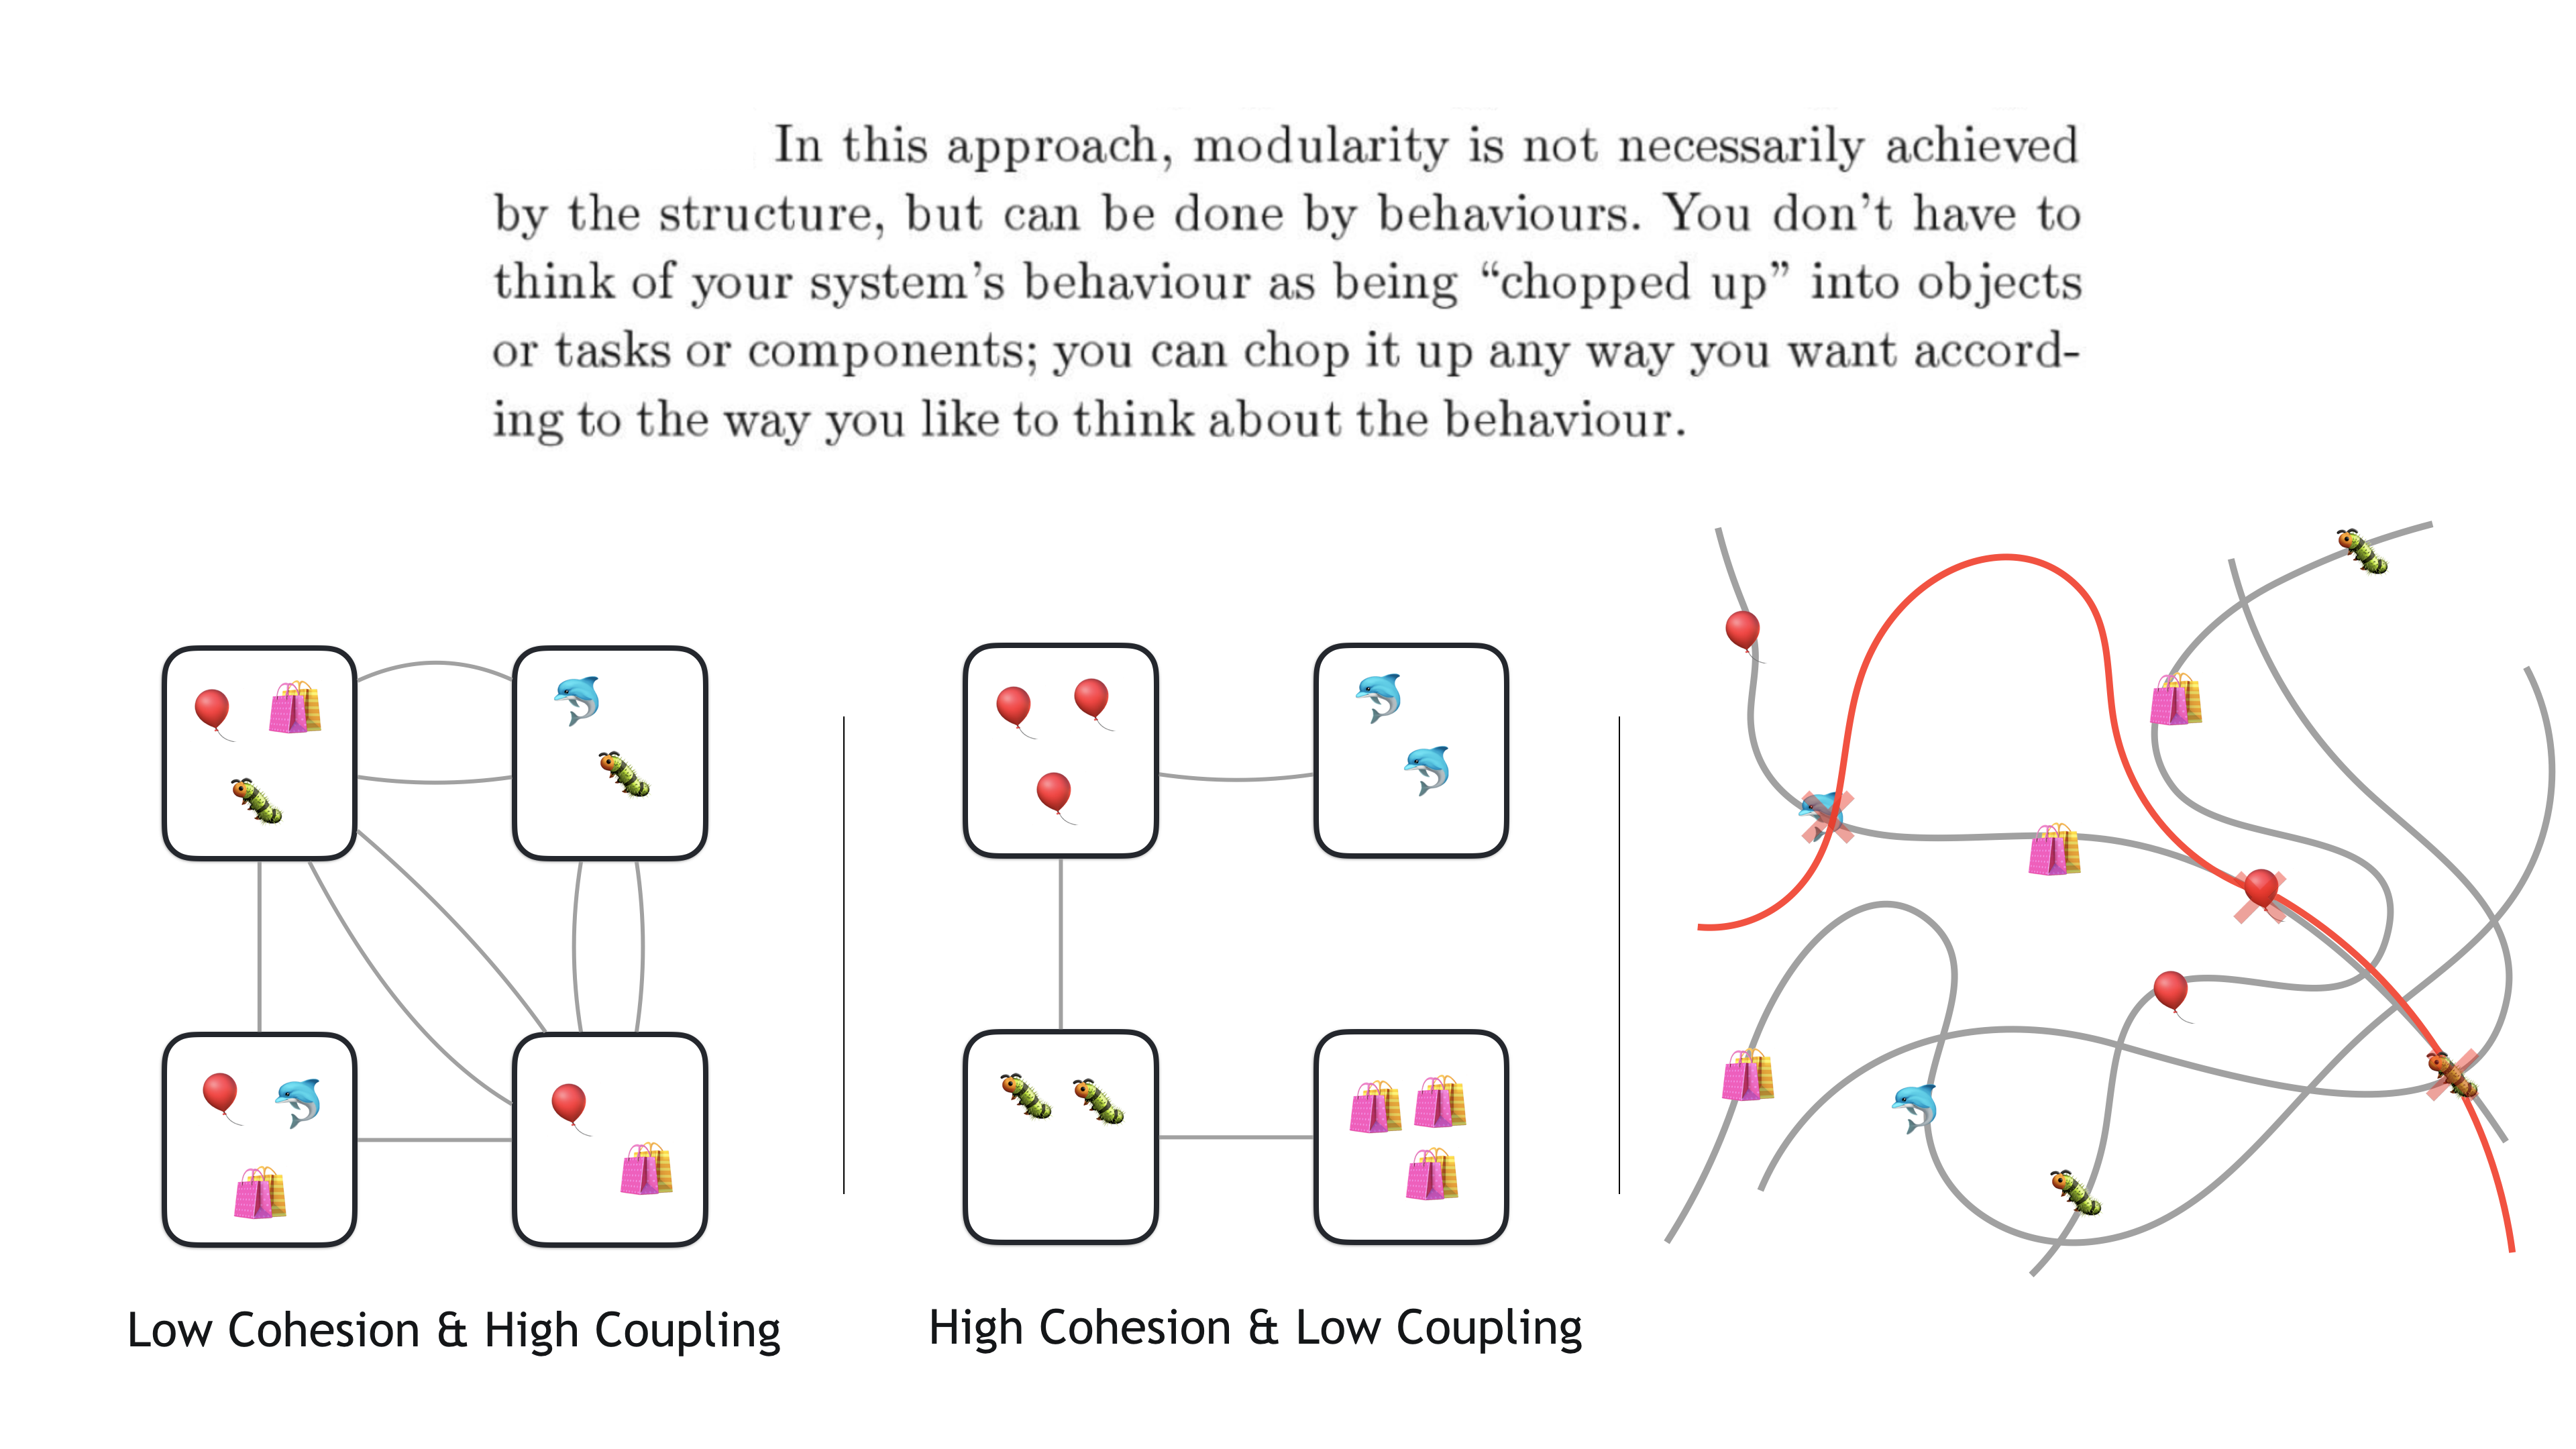 In this approach, modularity is not necessarily achieved
by the structure, but can be done by behaviours. You don’t have to
think of your system’s behaviour as being “chopped up” into objects
or tasks or components; you can chop it up any way you want accord-
ing to the way you like to think about the behaviour.
Low Cohesion & High Coupling
High Cohesion & Low Coupling